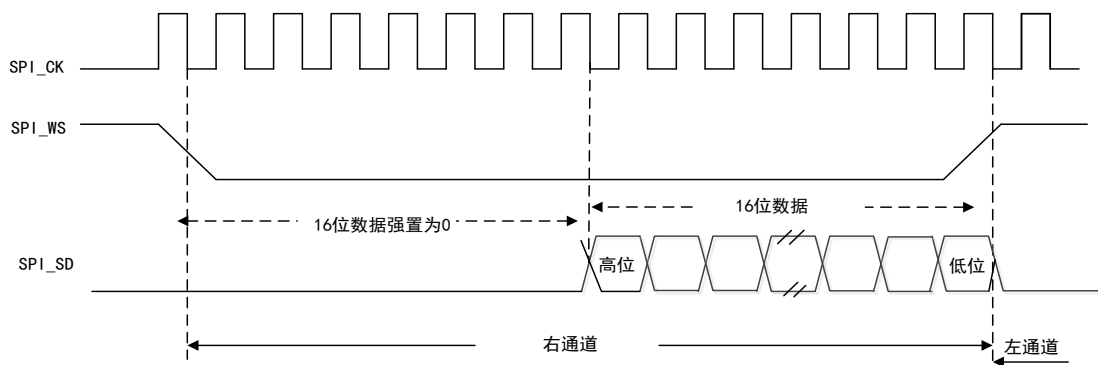 SPI_CK
SPI_WS
16位数据强置为0
16位数据
SPI_SD
高位
低位
右通道
左通道